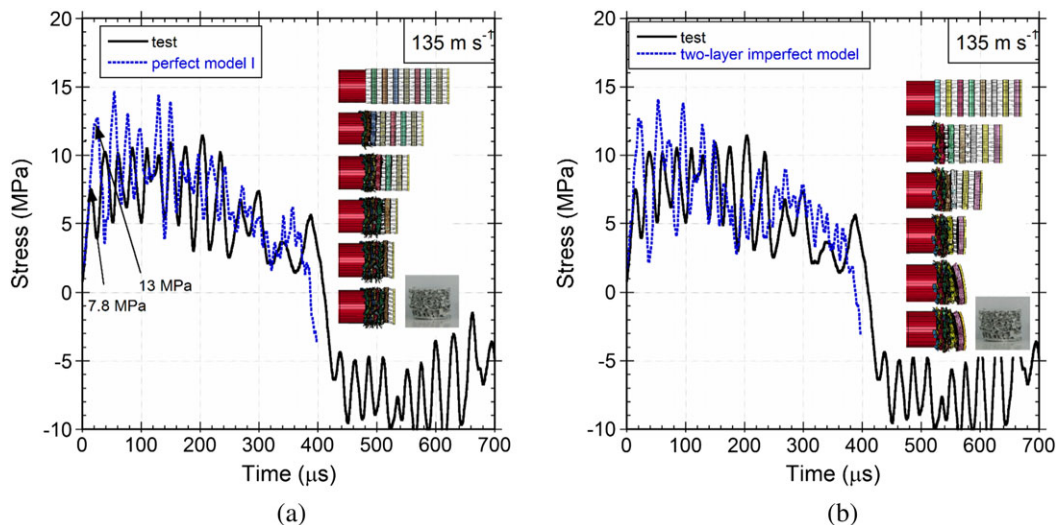 test
perfect model I
135 m s⁻¹
20
15
10
5
0
-5
-10
Stress (MPa)
13 MPa
7.8 MPa
0 100 200 300 400 500 600 700
Time (μs)
(a)
test
two-layer imperfect model
135 m s⁻¹
20
15
10
5
0
-5
-10
Stress (MPa)
0 100 200 300 400 500 600 700
Time (μs)
(b)